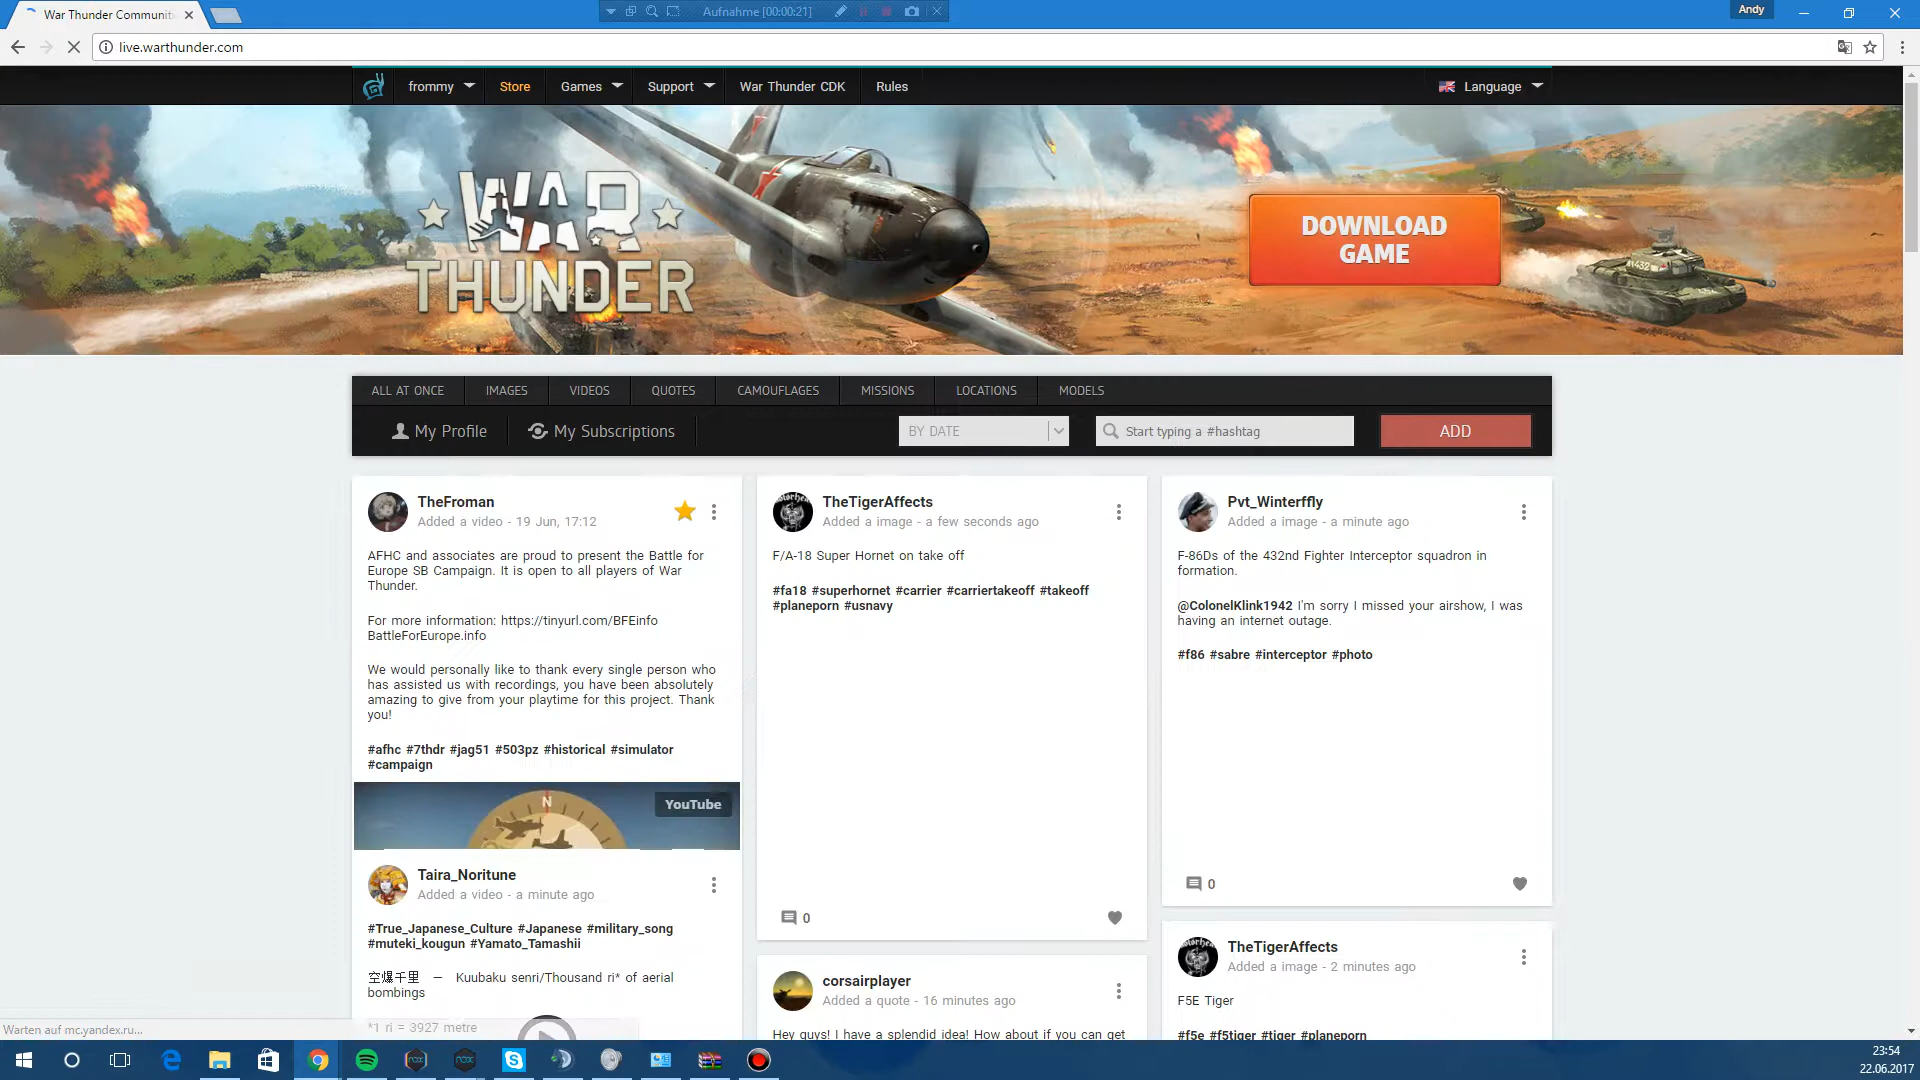 War Thunder Communit
Aufnahme [00:00:21]
Andy
live.warthunder.com
frommy
Store
Games
Support
War Thunder CDK
Rules
Language
WAR
THUNDER
DOWNLOAD
GAME
1432
ALL AT ONCE
IMAGES
VIDEOS
QUOTES
CAMOUFLAGES
MISSIONS
LOCATIONS
MODELS
My Profile
My Subscriptions
BY DATE
Start typing a #hashtag
ADD
TheFroman
Added a video - 19 Jun, 17:12
AFHC and associates are proud to present the Battle for
Europe SB Campaign. It is open to all players of War
Thunder.
For more information: https://tinyurl.com/BFEinfo
BattleForEurope.info
We would personally like to thank every single person who
has assisted us with recordings, you have been absolutely
amazing to give from your playtime for this project. Thank
you!
#afhc #7thdr #jag51 #503pz #historical #simulator
#campaign
N
YouTube
Taira_Noritune
Added a video - a minute ago
#True_Japanese_Culture #Japanese #military_song
#muteki_kougun #Yamato_Tamashii
空爆千里 — Kuubaku senri/Thousand ri* of aerial
bombings
*1 ri = 3927 metre
TheTigerAffects
Added a image - a few seconds ago
F/A-18 Super Hornet on take off
#fa18 #superhornet #carrier #carriertakeoff #takeoff
#planeporn #usnavy
0
corsairplayer
Added a quote - 16 minutes ago
Hey guys! I have a splendid idea! How about if you can get
Pvt_Winterffly
Added a image - a minute ago
F-86Ds of the 432nd Fighter Interceptor squadron in
formation.
@ColonelKlink1942 I'm sorry I missed your airshow, I was
having an internet outage.
#f86 #sabre #interceptor #photo
0
TheTigerAffects
Added a image - 2 minutes ago
F5E Tiger
#f5e #f5tiger #tiger #planeporn
Warten auf mc.yandex.ru...
23:54
22.06.2017